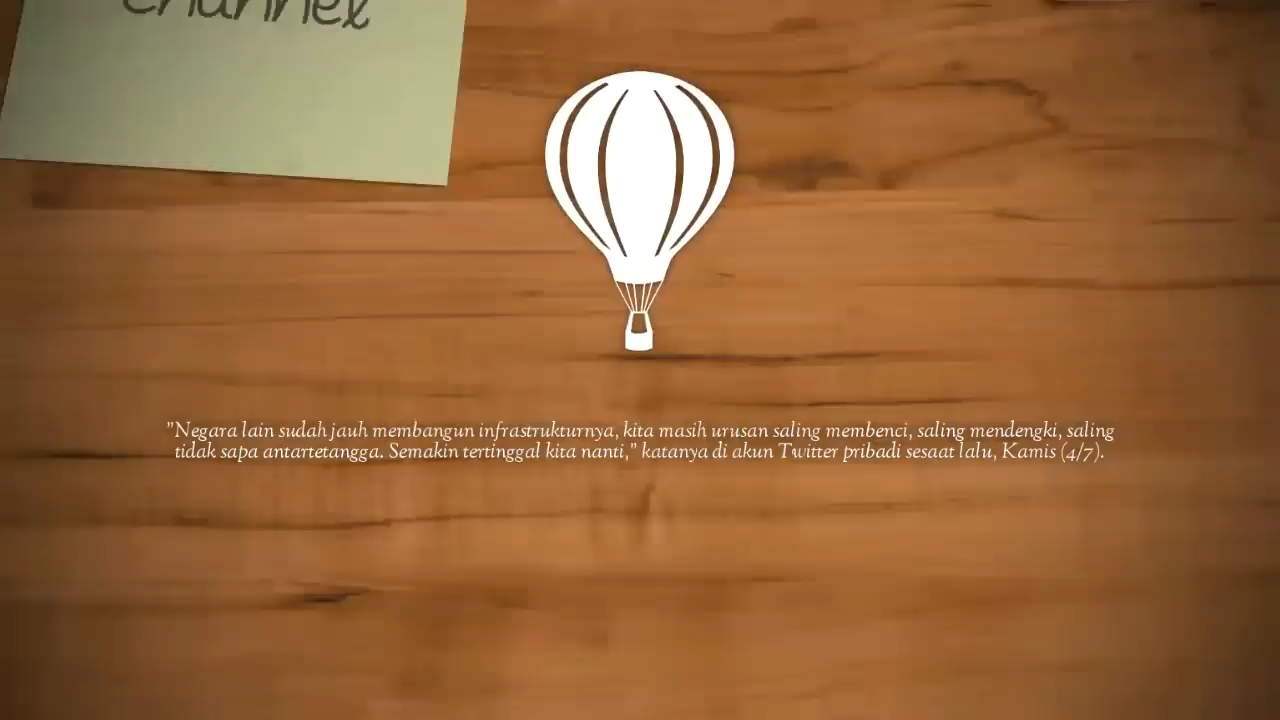 channel
"Negara lain sudah jauh membangun infrastrukturnya, kita masih urusan saling membenci, saling mendengki, saling
tidak sapa antartetangga. Semakin tertinggal kita nanti," katanya di akun Twitter pribadi sesaat lalu, Kamis (4/7).